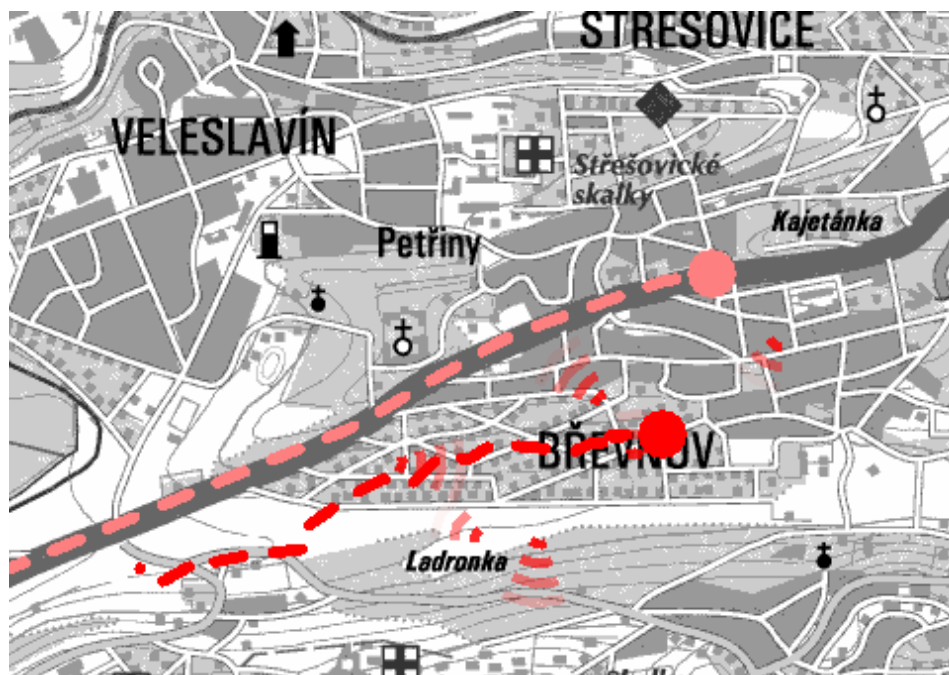 STŘEŠOVICE
VELESLAVÍN
Střešovické
skalky
Kajetánka
Petřiny
BŘEVNOV
Ladronka